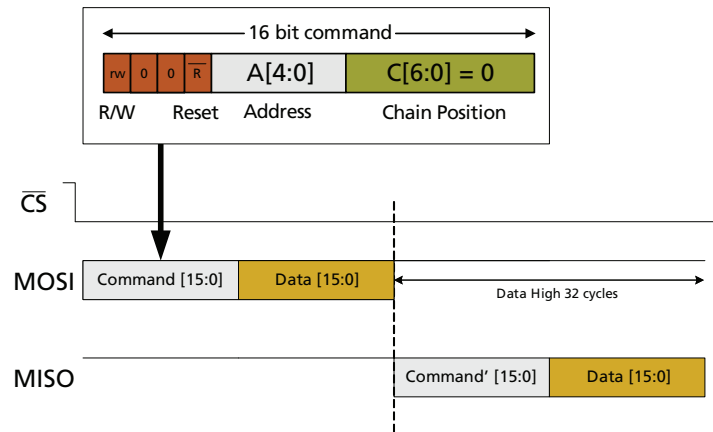 16 bit command
rw 0 0 R̅ A[4:0] C[6:0] = 0
R/W Reset Address Chain Position
C̅S̅
MOSI Command [15:0] Data [15:0]
Data High 32 cycles
MISO Command' [15:0] Data [15:0]